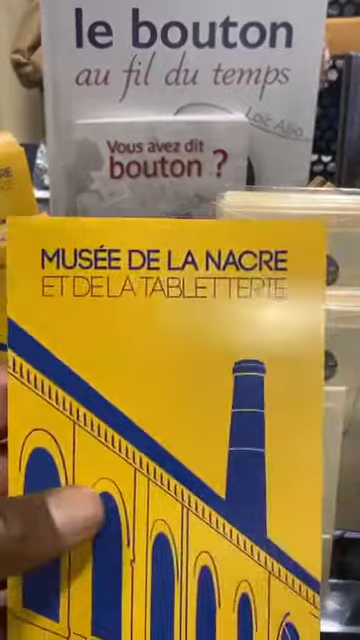 le bouton
au fil du temps
Loïc Allio
Vous avez dit
bouton ?
MUSÉE DE LA NACRE
ET DE LA TABLETTERIE